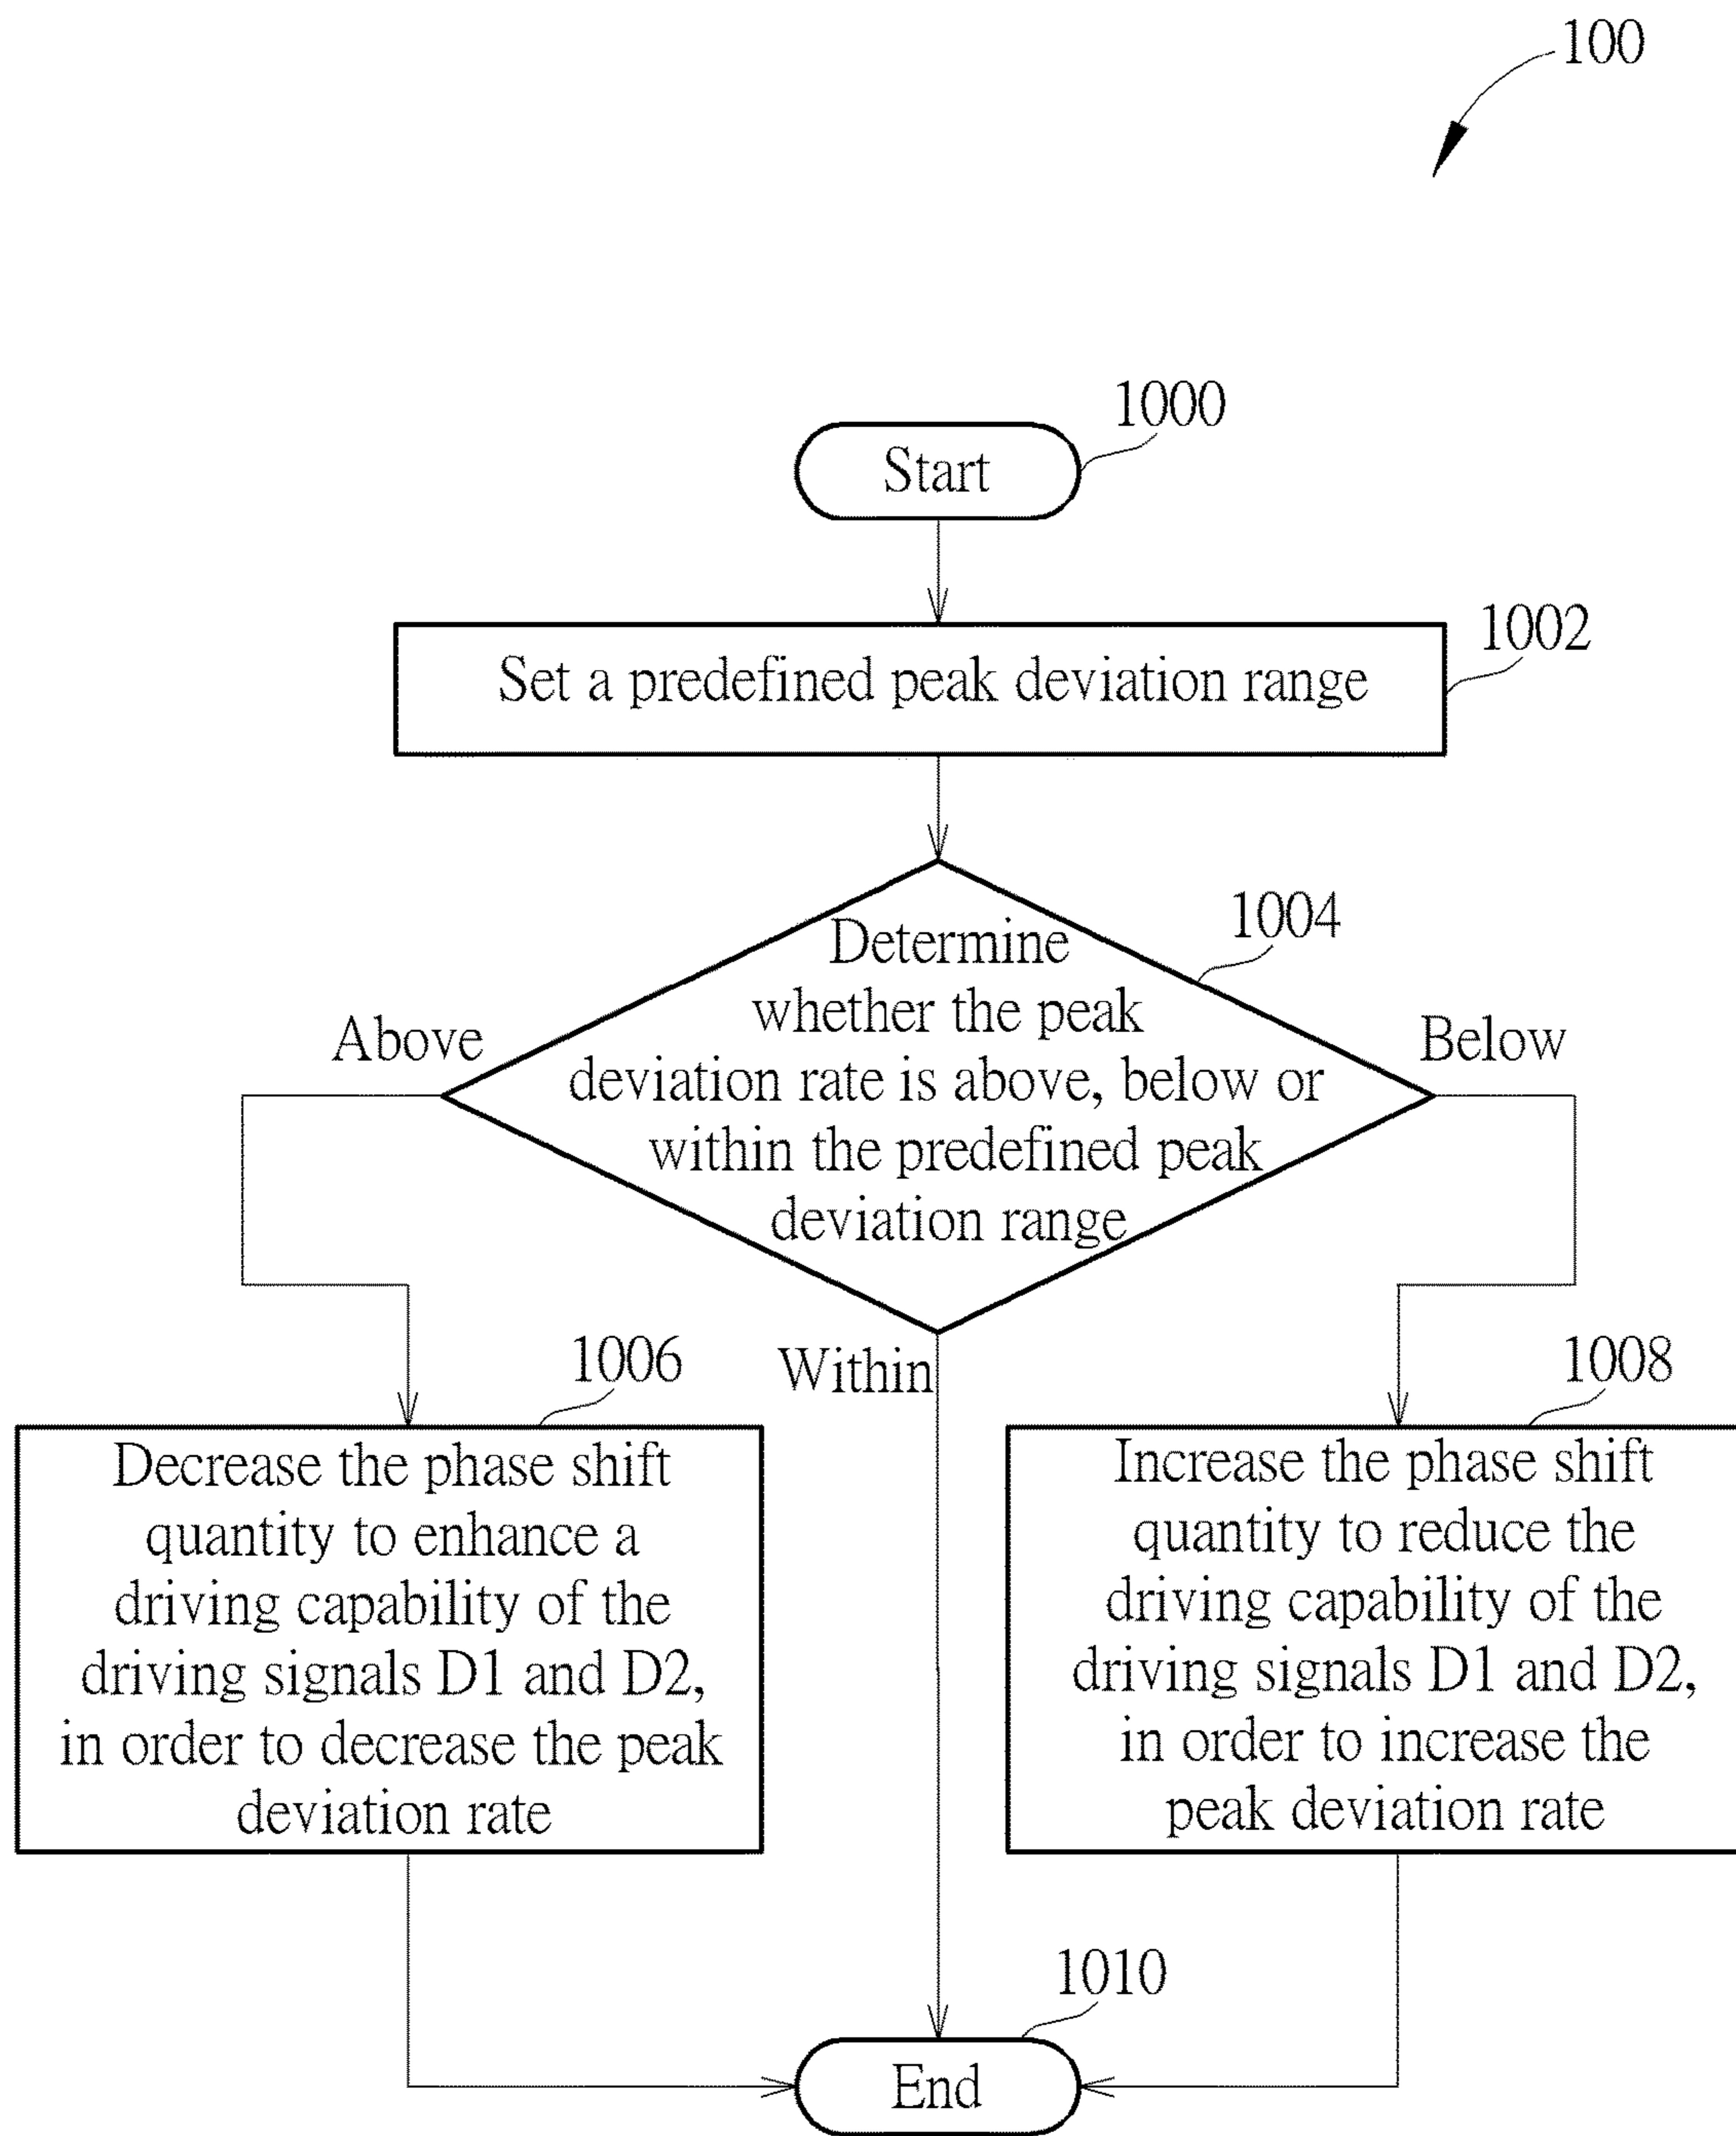 100
1000
Start
1002
Set a predefined peak deviation range
1004
Determine
whether the peak
deviation rate is above, below or
within the predefined peak
deviation range
Above
Below
Within
1006
Decrease the phase shift
quantity to enhance a
driving capability of the
driving signals D1 and D2,
in order to decrease the peak
deviation rate
1008
Increase the phase shift
quantity to reduce the
driving capability of the
driving signals D1 and D2,
in order to increase the
peak deviation rate
1010
End